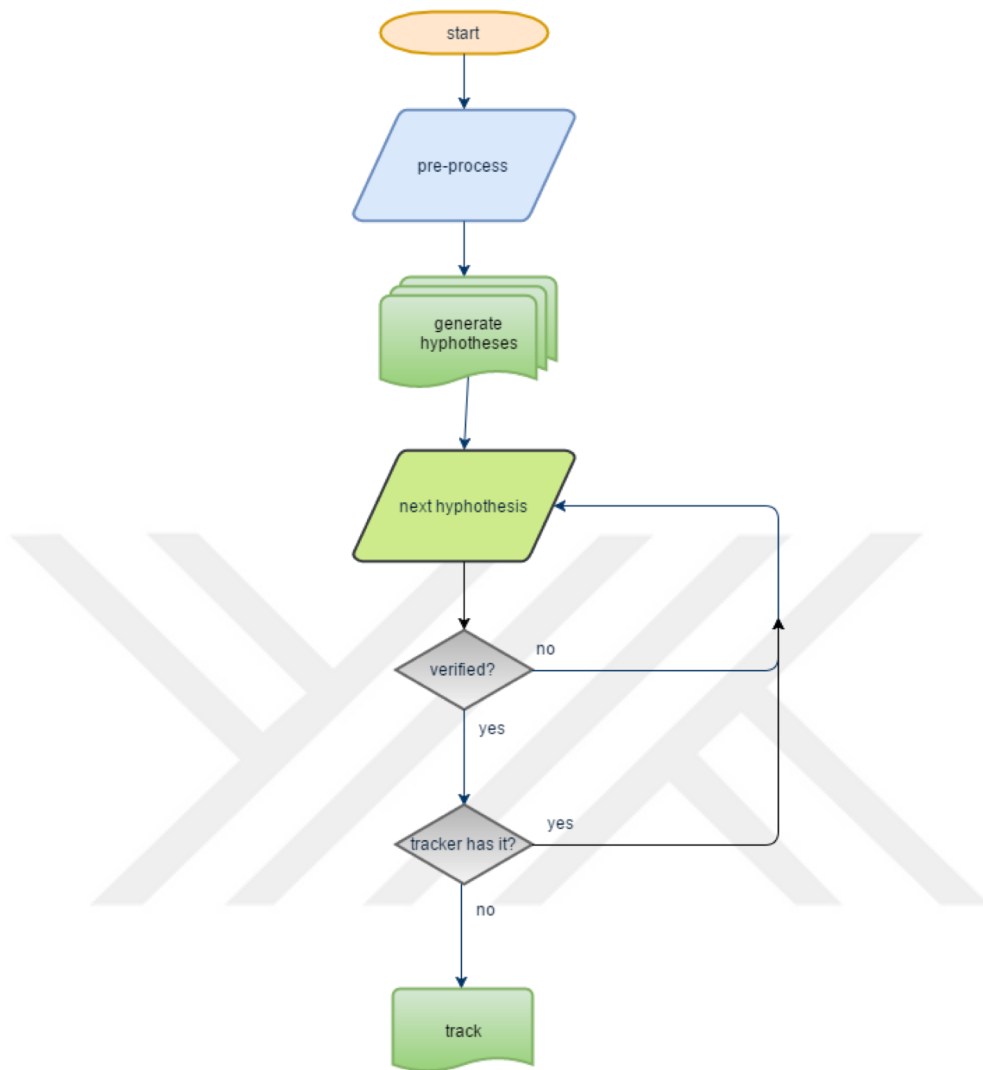 start
pre-process
generate
hyphotheses
next hyphothesis
verified?
no
yes
tracker has it?
yes
no
track